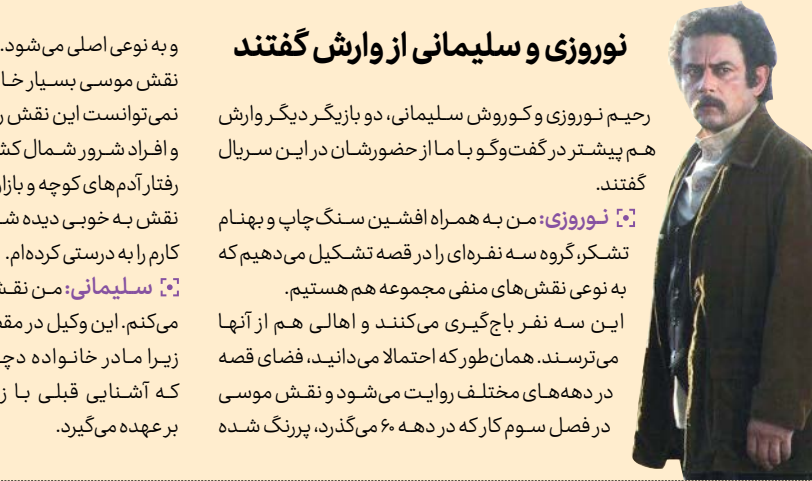 نوروزی و سلیمانی از وارش گفتند
رحیم نوروزی و کوروش سلیمانی، دو بازیگر دیگر وارش
هم پیشتر در گفت‌وگو با ما از حضورشان در این سریال
گفتند.
نوروزی: من به همراه افشین سنگ‌چاپ و بهنام
تشکر، گروه سه نفره‌ای را در قصه تشکیل می‌دهیم که
به نوعی نقش‌های منفی مجموعه هم هستیم.
این سه نفر باج‌گیری می‌کنند و اهالی هم از آنها
می‌ترسند. همان‌طور که احتمالا می‌دانید، فضای قصه
در دهه‌های مختلف روایت می‌شود و نقش موسی
در فصل سوم کار که در دهه ۶۰ می‌گذرد، پررنگ شده
و به نوعی اصلی می‌شود.
نقش موسی بسیار
نمی‌توانست این نقش
و افراد شرور شمال
رفتار آدم‌های کوچه و
نقش به خوبی دیده
کارم را به درستی کرده‌ام.
سلیمانی: من
می‌کنم. این وکیل در
زیرا مادر خانواده
که آشنایی قبلی با
بر عهده می‌گیرد.